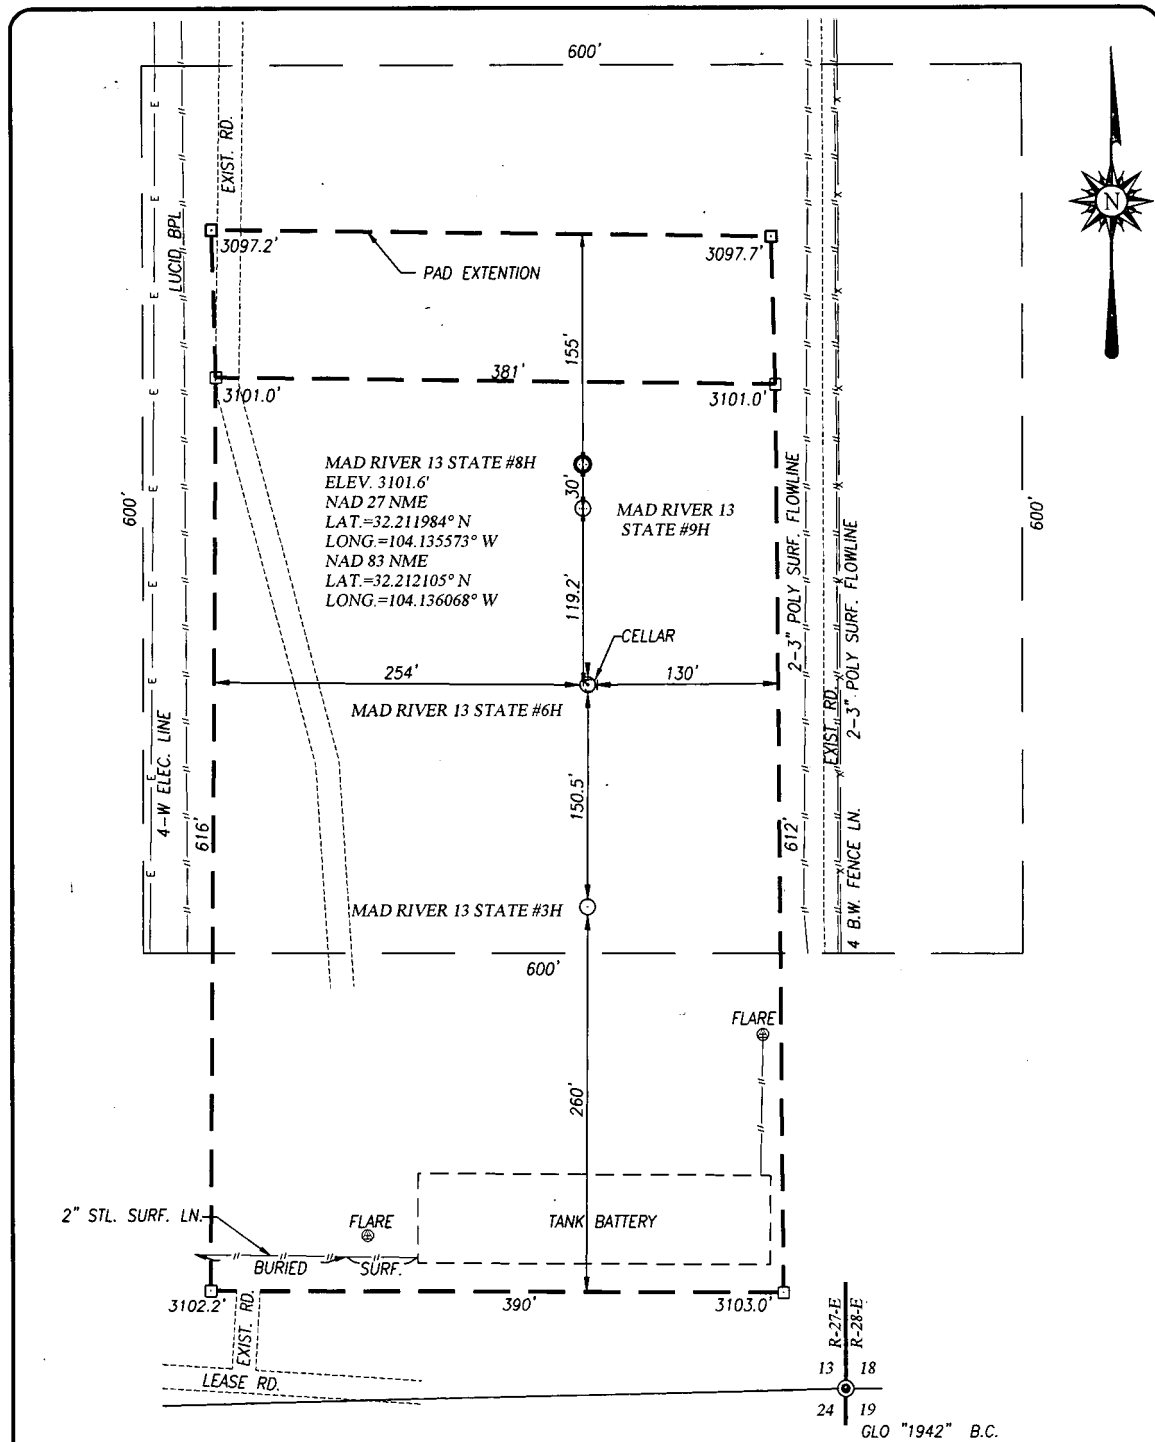 600'
E
EXIST. RD.
LUCID BPL
N
3097.2'
3097.7'
PAD EXTENTION
155'
381'
3101.0'
3101.0'
MAD RIVER 13 STATE #8H
ELEV. 3101.6'
NAD 27 NME
LAT.=32.211984° N
LONG.=104.135573° W
NAD 83 NME
LAT.=32.212105° N
LONG.=104.136068° W
30'
MAD RIVER 13
STATE #9H
600'
600'
119.2'
2-3" POLY SURF. FLOWLINE
2-3" POLY SURF. FLOWLINE
EXIST. RD.
CELLAR
254'
130'
MAD RIVER 13 STATE #6H
4-W ELEC. LINE
150.5'
616'
612'
4 B.W. FENCE LN.
MAD RIVER 13 STATE #3H
600'
FLARE
260'
2" STL. SURF. LN.
FLARE
TANK BATTERY
BURIED
SURF.
3102.2'
390'
3103.0'
EXIST. RD.
LEASE RD.
R-27-E
R-28-E
13 18
24 19
GLO "1942" B.C.